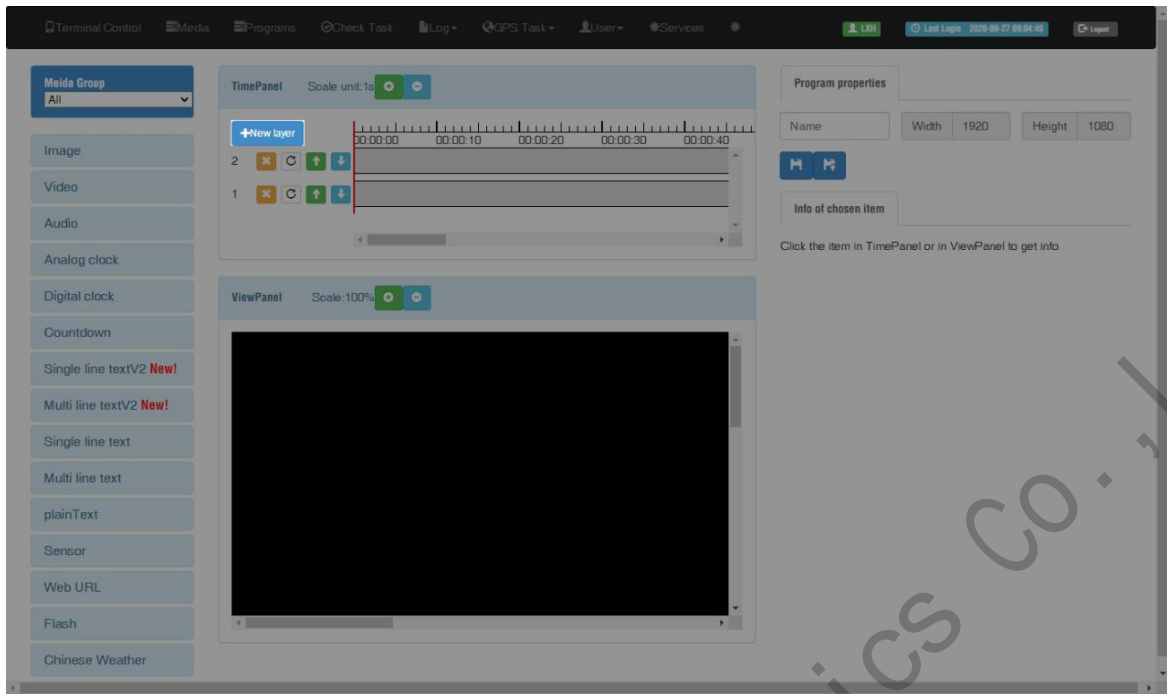 Terminal Control Media Programs Check Task Log GPS Task User Services LXH Last Login 2020-09-27 09:04:49 Logout
Meida Group
All
Image
Video
Audio
Analog clock
Digital clock
Countdown
Single line textV2 New!
Multi line textV2 New!
Single line text
Multi line text
plainText
Sensor
Web URL
Flash
Chinese Weather
TimePanel Scale unit:1s
New layer
00:00:00 00:00:10 00:00:20 00:00:30 00:00:40
2
1
ViewPanel Scale:100%
Program properties
Name Width 1920 Height 1080
Info of chosen item
Click the item in TimePanel or in ViewPanel to get info
ics Co.,